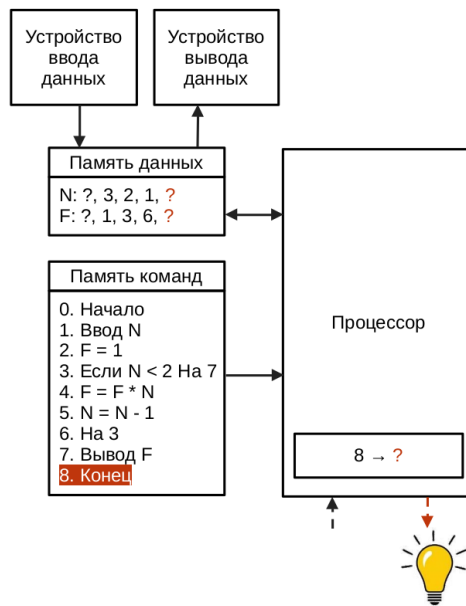 Устройство
ввода
данных
Устройство
вывода
данных
Память данных
N: ?, 3, 2, 1, ?
F: ?, 1, 3, 6, ?
Память команд
0. Начало
1. Ввод N
2. F = 1
3. Если N < 2 На 7
4. F = F * N
5. N = N - 1
6. На 3
7. Вывод F
8. Конец
Процессор
8 → ?